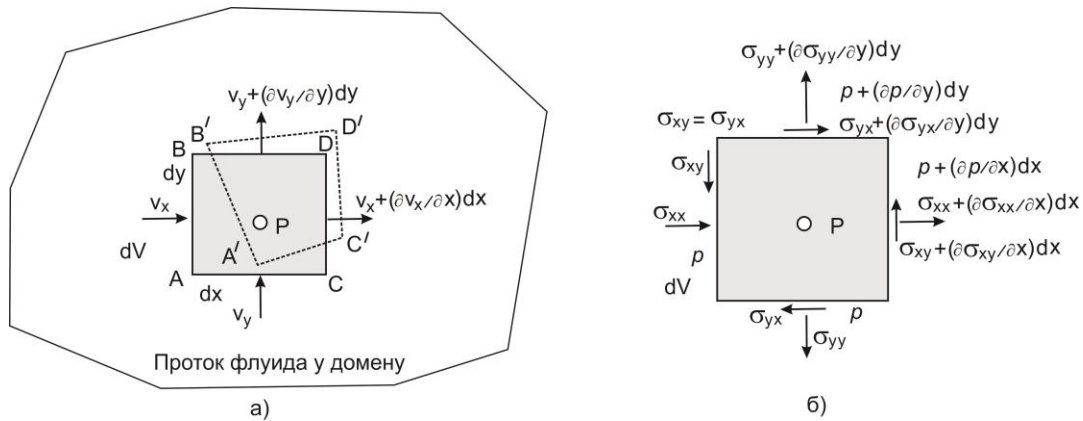 v_y+(∂v_y/∂y)dy
B′
D′
B
D
dy
v_x
v_x+(∂v_x/∂x)dx
P
dV
A′
C′
A
C
dx
v_y
Проток флуида у домену
а)
σ_yy+(∂σ_yy/∂y)dy
p+(∂p/∂y)dy
σ_xy=σ_yx
σ_yx+(∂σ_yx/∂y)dy
σ_xy
p+(∂p/∂x)dx
σ_xx
σ_xx+(∂σ_xx/∂x)dx
P
p
σ_xy+(∂σ_xy/∂x)dx
dV
σ_yx
p
σ_yy
б)